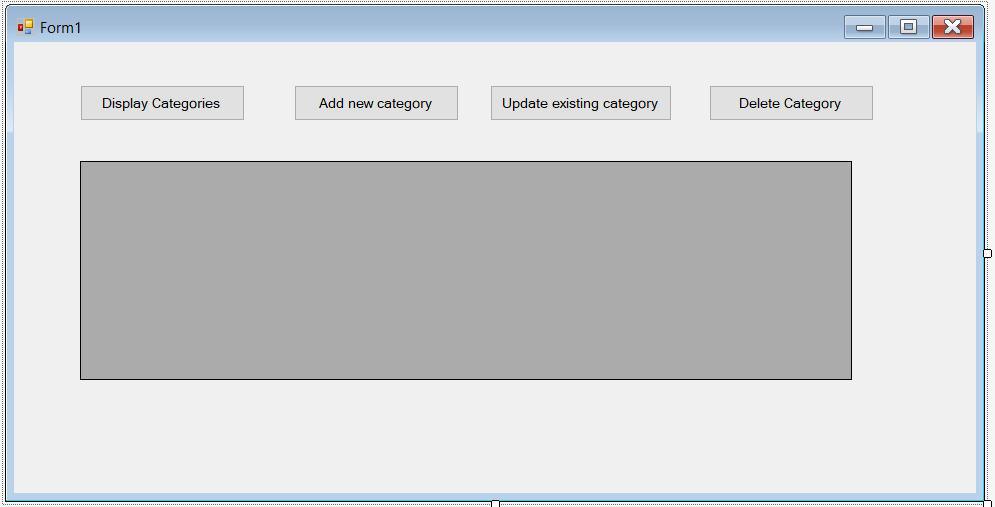 Form1
Display Categories
Add new category
Update existing category
Delete Category